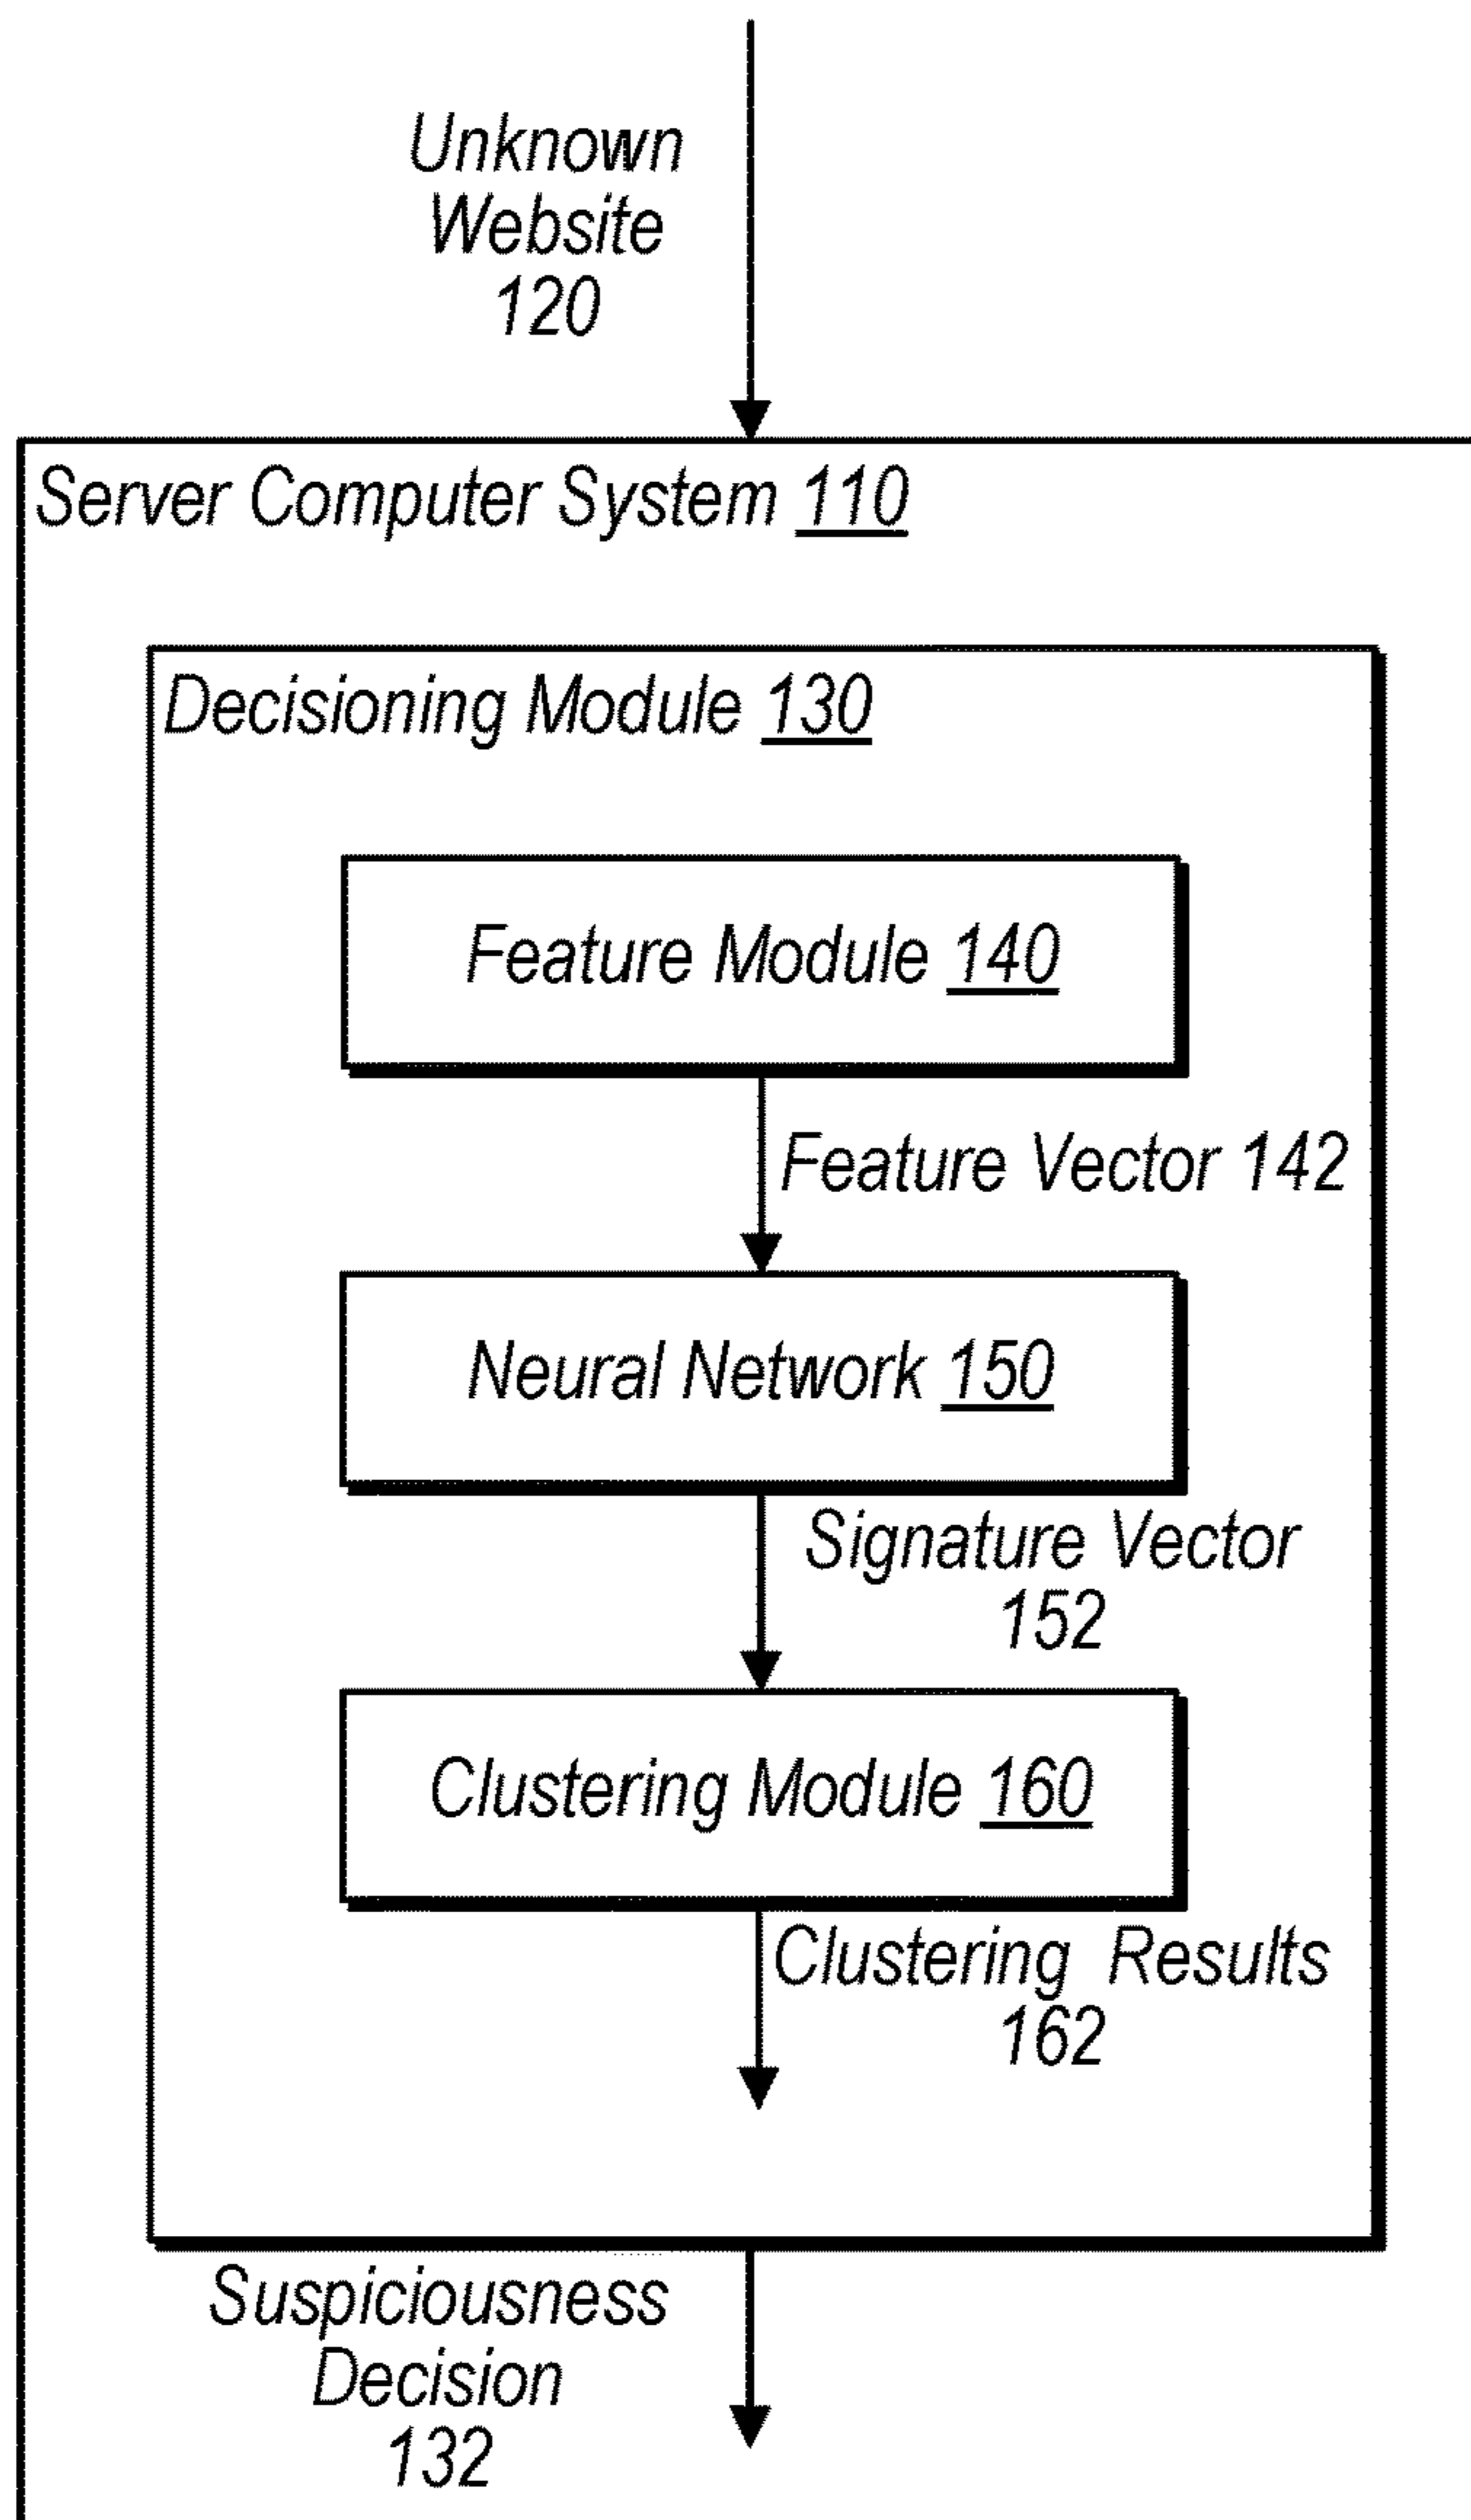 Unknown
Website
120
Server Computer System 110
Decisioning Module 130
Feature Module 140
Feature Vector 142
Neural Network 150
Signature Vector
152
Clustering Module 160
Clustering Results
162
Suspiciousness
Decision
132